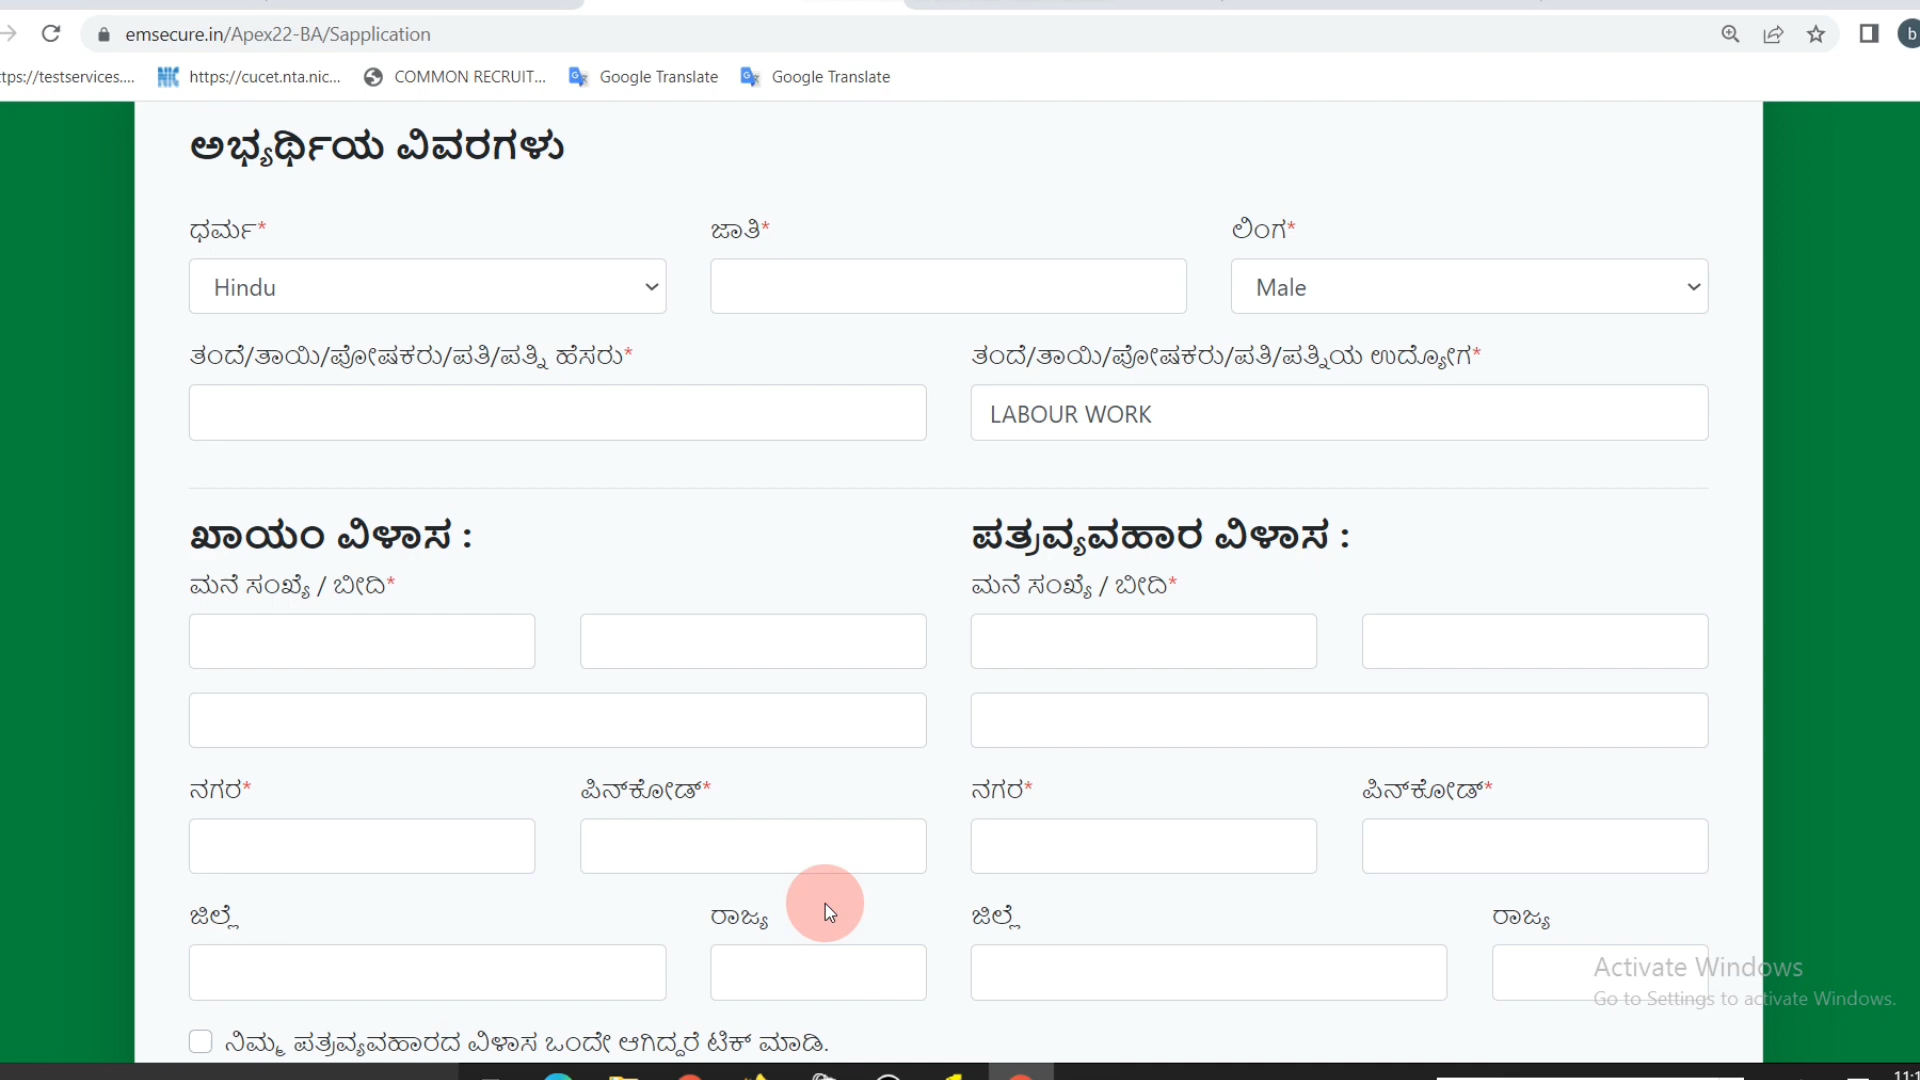 emsecure.in/Apex22-BA/Sapplication
b
tps://testservices....
https://cucet.nta.nic...
COMMON RECRUIT...
Google Translate
Google Translate
ಅಭ್ಯರ್ಥಿಯ ವಿವರಗಳು
ಧರ್ಮ* ಜಾತಿ* ಲಿಂಗ*
Hindu Male
ತಂದೆ/ತಾಯಿ/ಪೋಷಕರು/ಪತಿ/ಪತ್ನಿ ಹೆಸರು* ತಂದೆ/ತಾಯಿ/ಪೋಷಕರು/ಪತಿ/ಪತ್ನಿಯ ಉದ್ಯೋಗ*
LABOUR WORK
ಖಾಯಂ ವಿಳಾಸ : ಪತ್ರವ್ಯವಹಾರ ವಿಳಾಸ :
ಮನೆ ಸಂಖ್ಯೆ / ಬೀದಿ* ಮನೆ ಸಂಖ್ಯೆ / ಬೀದಿ*
ನಗರ* ಪಿನ್‌ಕೋಡ್* ನಗರ* ಪಿನ್‌ಕೋಡ್*
ಜಿಲ್ಲೆ ರಾಜ್ಯ ಜಿಲ್ಲೆ ರಾಜ್ಯ
Activate Windows
Go to Settings to activate Windows.
ನಿಮ್ಮ ಪತ್ರವ್ಯವಹಾರದ ವಿಳಾಸ ಒಂದೇ ಆಗಿದ್ದರೆ ಟಿಕ್ ಮಾಡಿ.